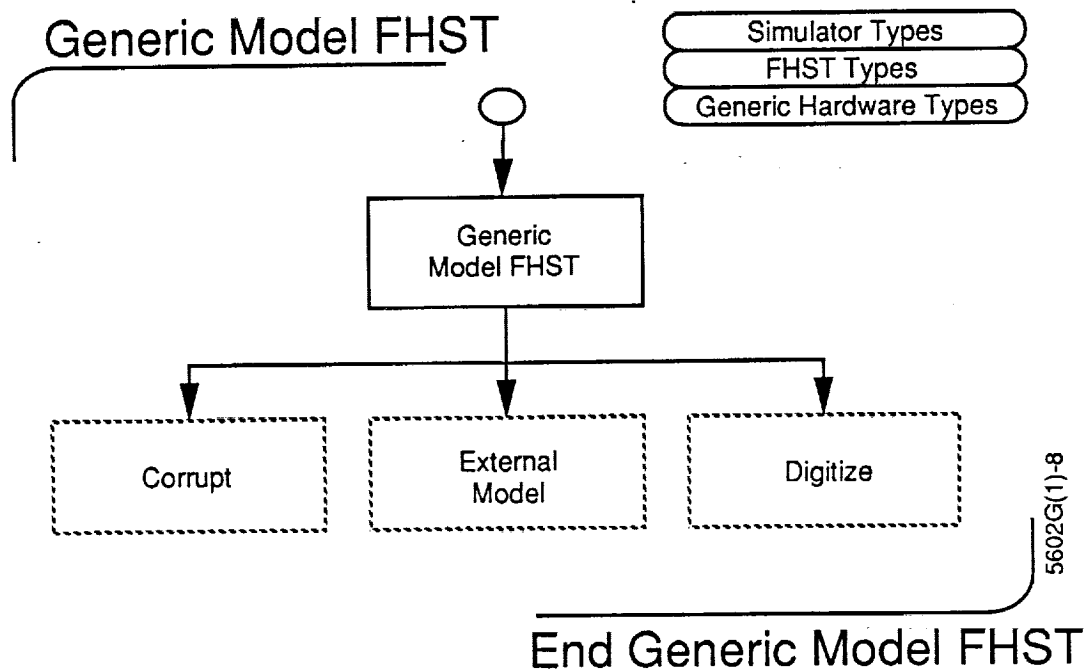 Generic Model FHST
Simulator Types
FHST Types
Generic Hardware Types
Generic
Model FHST
Corrupt
External
Model
Digitize
5602G(1)-8
End Generic Model FHST